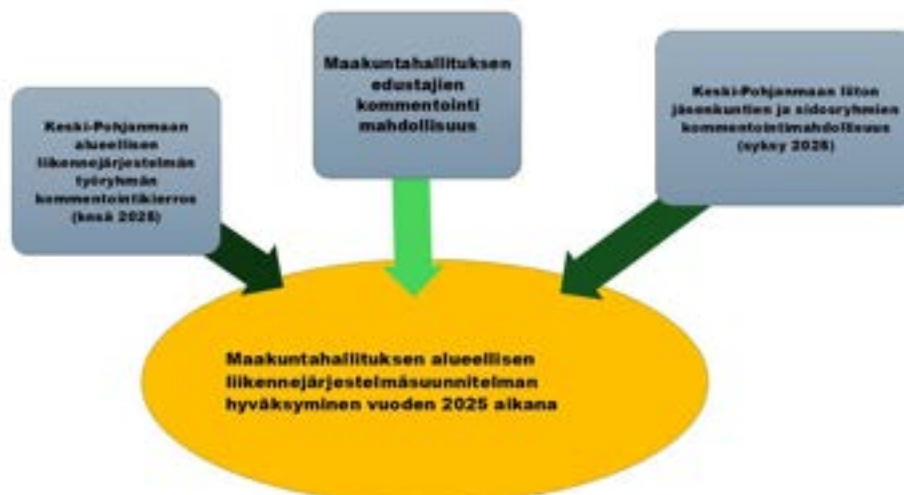 Keski-Pohjanmaan
alueellisen
liikennejärjestelmän
työryhmän
kommentointikierros
(kesä 2025)
Maakuntahallituksen
edustajien
kommentointi
mahdollisuus
Keski-Pohjanmaan liiton
jäsenkuntien ja sidosryhmien
kommentointimahdollisuus
(syksy 2025)
Maakuntahallituksen alueellisen
liikennejärjestelmäsuunnitelman
hyväksyminen vuoden 2025 aikana